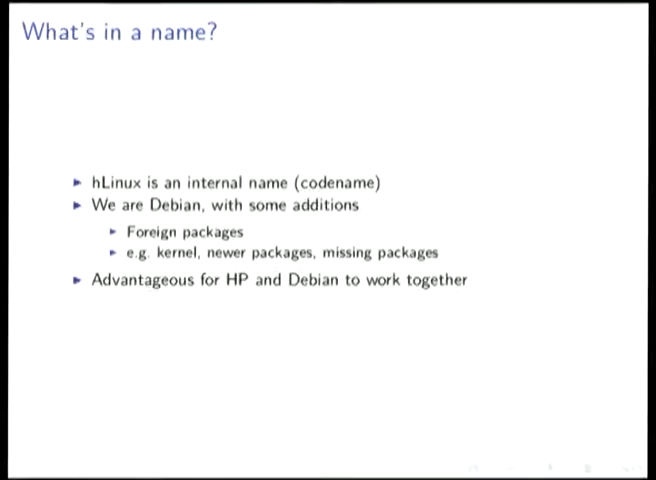 What's in a name?
hLinux is an internal name (codename)
We are Debian, with some additions
Foreign packages
e.g. kernel, newer packages, missing packages
Advantageous for HP and Debian to work together